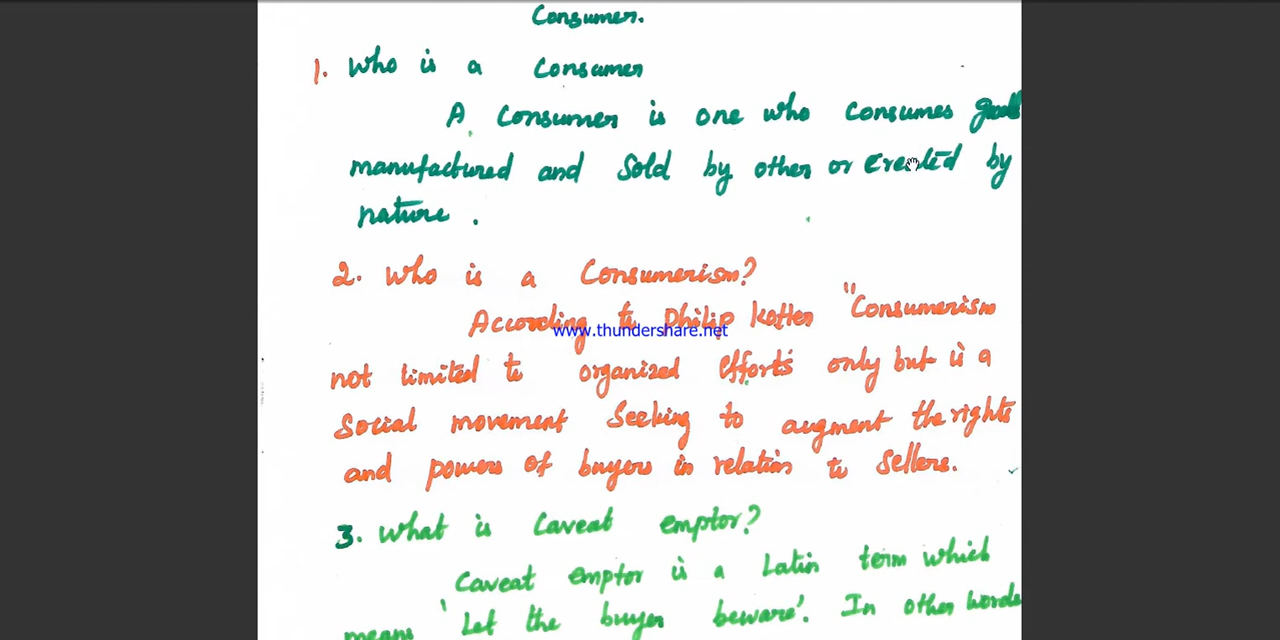 Consumer.
1. Who is a Consumer
A Consumer is one who Consumes goods
manufactured and Sold by other or created by
nature.
2. Who is a Consumerism?
According to Philip Kotter "Consumerism
www.thundershare.net
not limited to organized efforts only but is a
Social movement Seeking to augment the rights
and powers of buyers in relation to Sellers.
3. What is Caveat emptor?
Caveat emptor is a Latin term which
means 'Let the buyer beware'. In other words